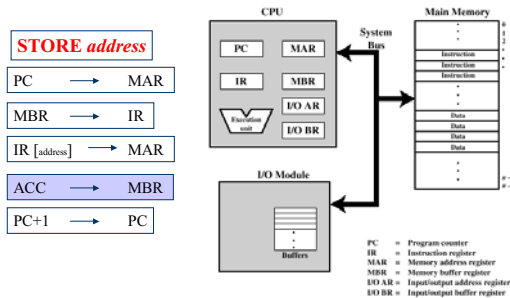 STORE address
PC → MAR
MBR → IR
IR [address] → MAR
ACC → MBR
PC+1 → PC
CPU
PC
MAR
IR
MBR
I/O AR
Execution
unit
I/O BR
System
Bus
Main Memory
0
1
2
Instruction
Instruction
Instruction
Data
Data
Data
Data
I/O Module
Buffers
PC = Program counter
IR = Instruction register
MAR = Memory address register
MBR = Memory buffer register
I/O AR = Input/output address register
I/O BR = Input/output buffer register